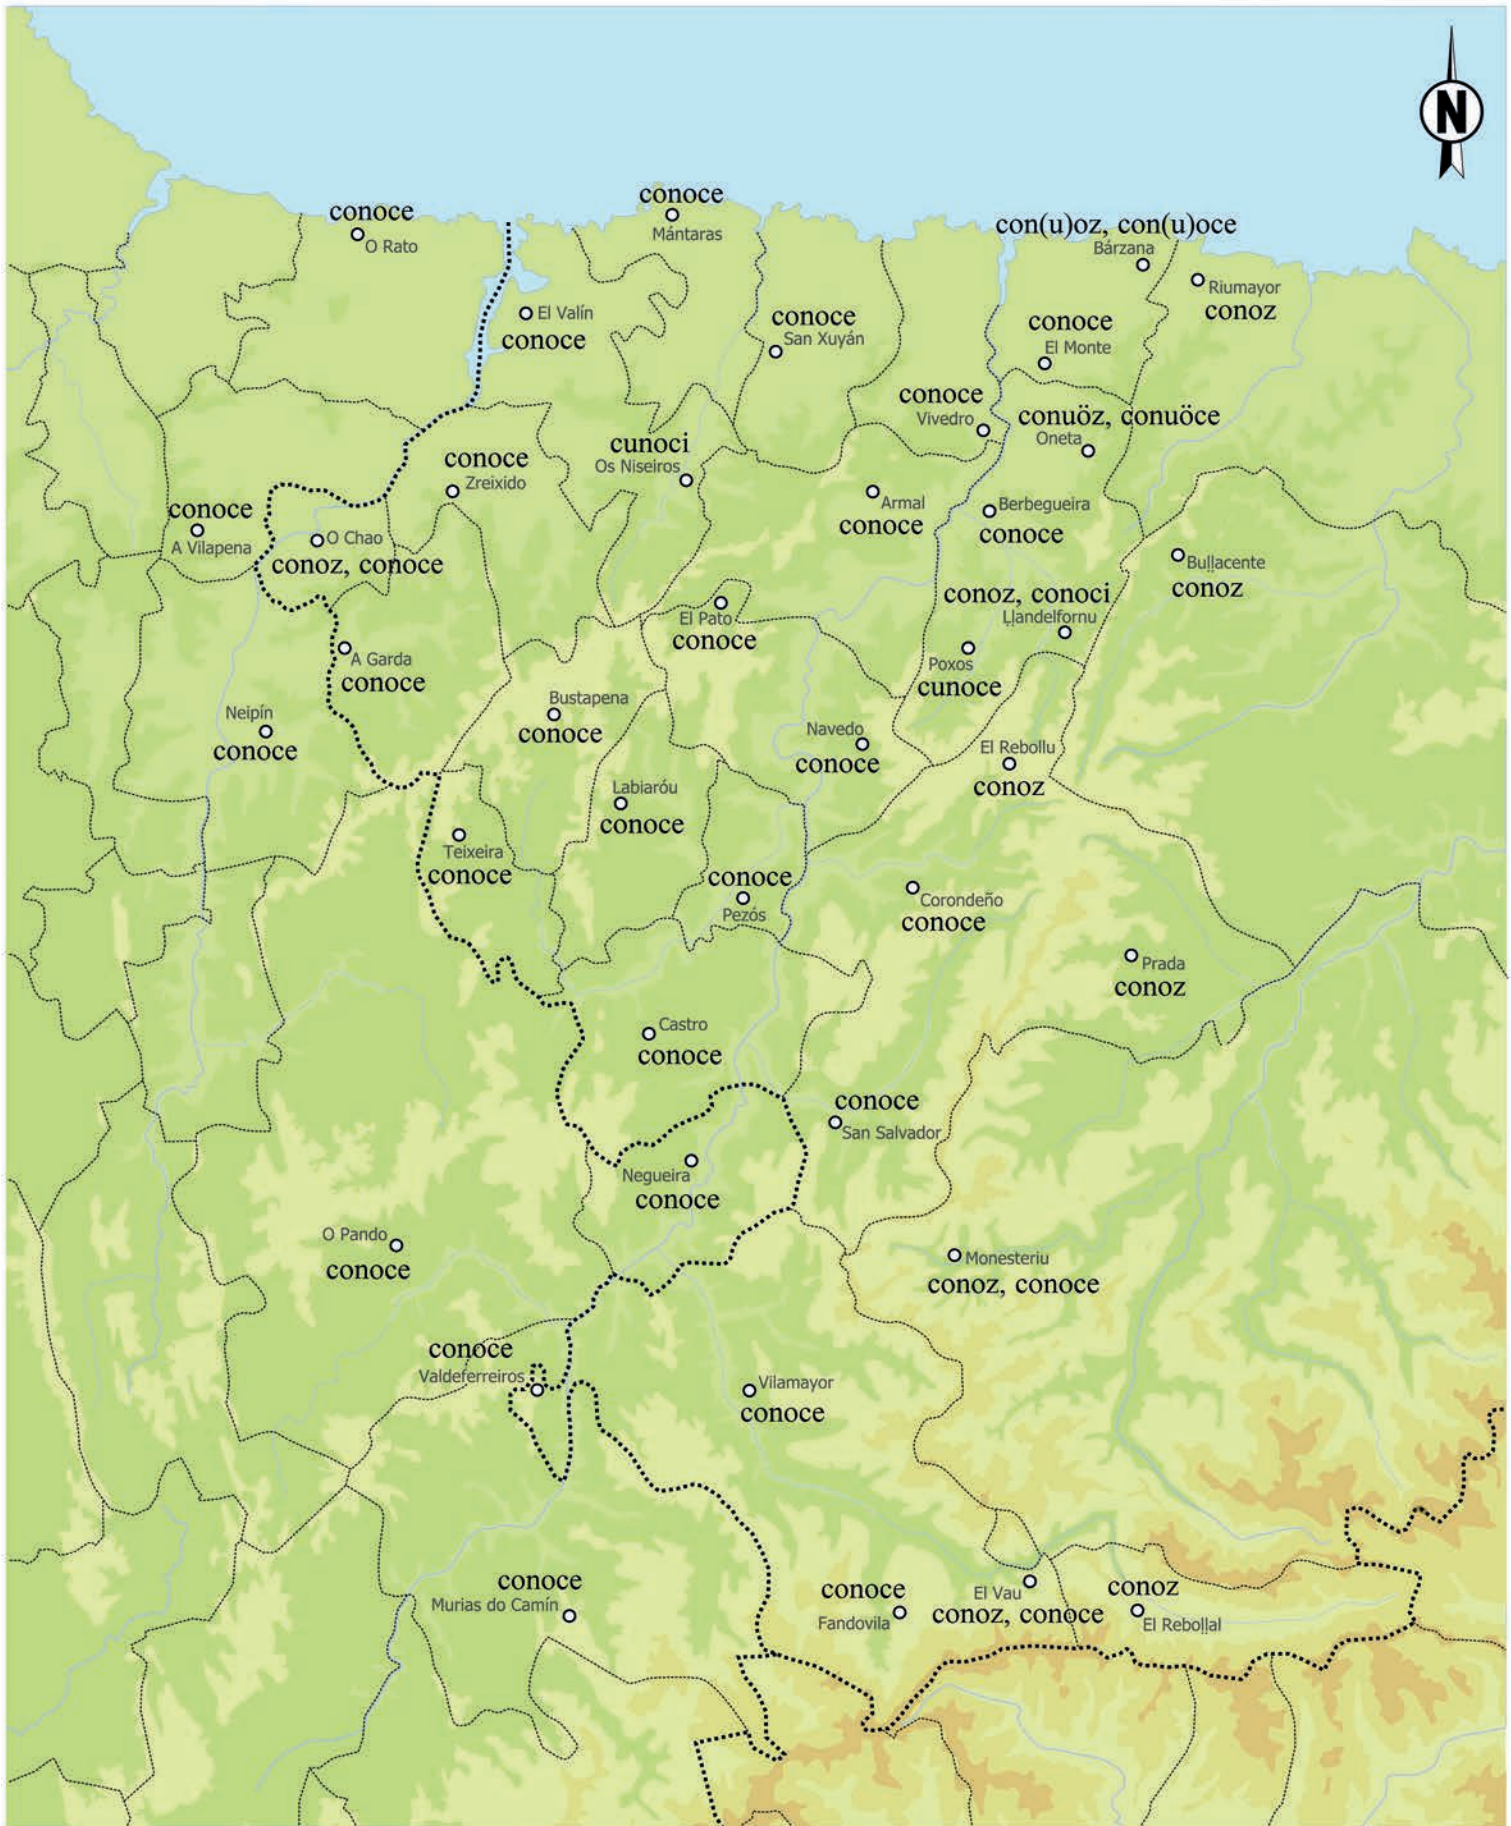 N
conoce
O Rato
conoce
Mántaras
con(u)oz, con(u)oce
Bárzana
Riumayor
conoz
El Valín
conoce
conoce
San Xuyán
conoce
El Monte
conoce
Vivedro
conuöz, conuöce
Oneta
cunoci
Os Niseiros
conoce
Zreixido
conoce
A Vilapena
O Chao
conoz, conoce
Armal
conoce
Berbegueira
conoce
Buḷḷacente
conoz
conoz, conoci
Ḷḷandelfornu
El Pato
conoce
A Garda
conoce
Poxos
cunoce
Bustapena
conoce
Neipín
conoce
Navedo
conoce
El Rebollu
conoz
Labiaróu
conoce
Teixeira
conoce
conoce
Pezós
Corondeño
conoce
Prada
conoz
Castro
conoce
conoce
San Salvador
Negueira
conoce
O Pando
conoce
Monesteriu
conoz, conoce
conoce
Valdeferreiros
Vilamayor
conoce
conoce
Murias do Camín
conoce
Fandovila
El Vau
conoz, conoce
conoz
El Reboḷḷal